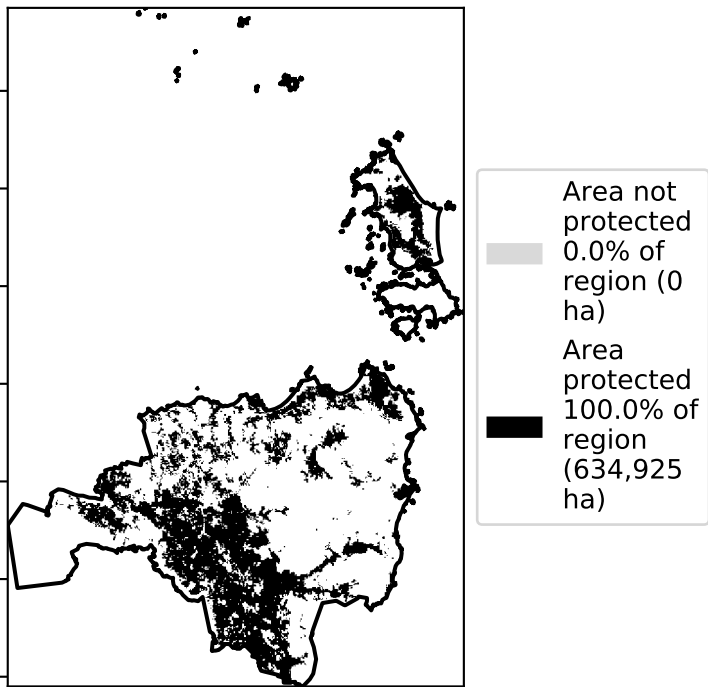 Area not
protected
0.0% of
region (0
ha)
Area
protected
100.0% of
region
(634,925
ha)